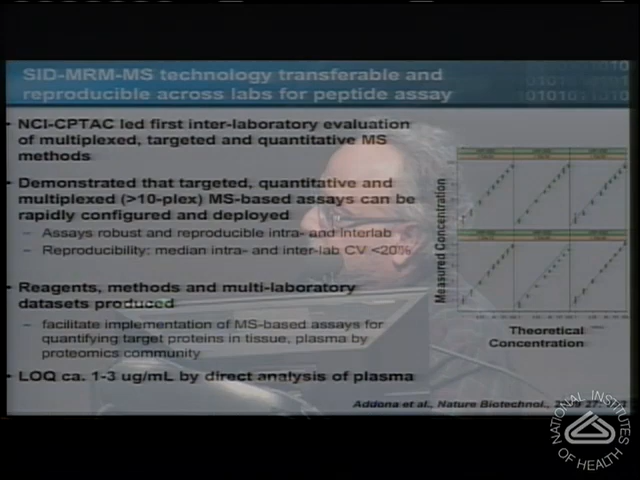 SID-MRM-MS technology transferable and
reproducible across labs for peptide assay
• NCI-CPTAC led first inter-laboratory evaluation
of multiplexed, targeted and quantitative MS
methods
• Demonstrated that targeted, quantitative and
multiplexed (>10-plex) MS-based assays can be
rapidly configured and deployed
– Assays robust and reproducible intra- and interlab
– Reproducibility: median intra- and inter-lab CV <20%
• Reagents, methods and multi-laboratory
datasets produced
– facilitate implementation of MS-based assays for
quantifying target proteins in tissue, plasma by
proteomics community
• LOQ ca. 1-3 ug/mL by direct analysis of plasma
Measured Concentration
Theoretical
Concentration
Addona et al., Nature Biotechnol.,
NATIONAL INSTITUTES
OF HEALTH